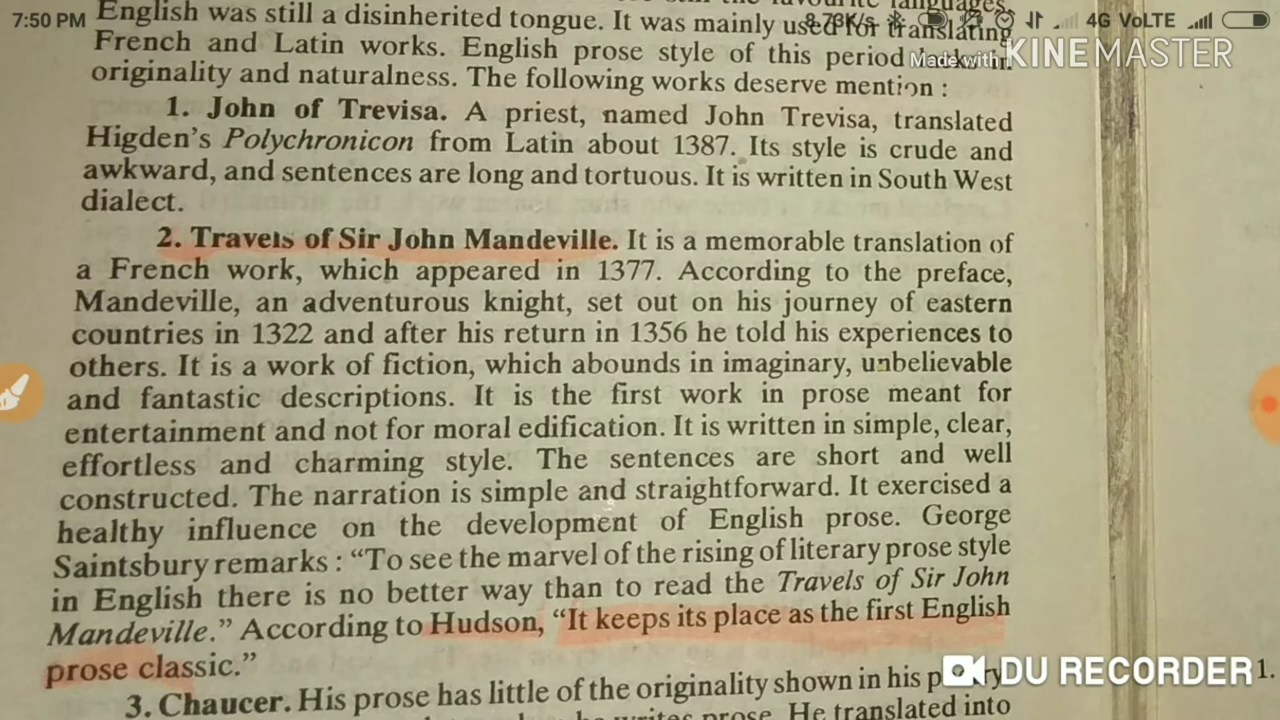 7:50 PM
8.73K/s
4G VoLTE
Made with KINEMASTER
English was still a disinherited tongue. It was mainly used for translating
French and Latin works. English prose style of this period
originality and naturalness. The following works deserve mention :
1. John of Trevisa. A priest, named John Trevisa, translated
Higden's Polychronicon from Latin about 1387. Its style is crude and
awkward, and sentences are long and tortuous. It is written in South West
dialect.
2. Travels of Sir John Mandeville. It is a memorable translation of
a French work, which appeared in 1377. According to the preface,
Mandeville, an adventurous knight, set out on his journey of eastern
countries in 1322 and after his return in 1356 he told his experiences to
others. It is a work of fiction, which abounds in imaginary, unbelievable
and fantastic descriptions. It is the first work in prose meant for
entertainment and not for moral edification. It is written in simple, clear,
effortless and charming style. The sentences are short and well
constructed. The narration is simple and straightforward. It exercised a
healthy influence on the development of English prose. George
Saintsbury remarks : “To see the marvel of the rising of literary prose style
in English there is no better way than to read the Travels of Sir John
Mandeville.” According to Hudson, “It keeps its place as the first English
prose classic.”
3. Chaucer. His prose has little of the originality shown in his
prose. He translated into
DU RECORDER
1.